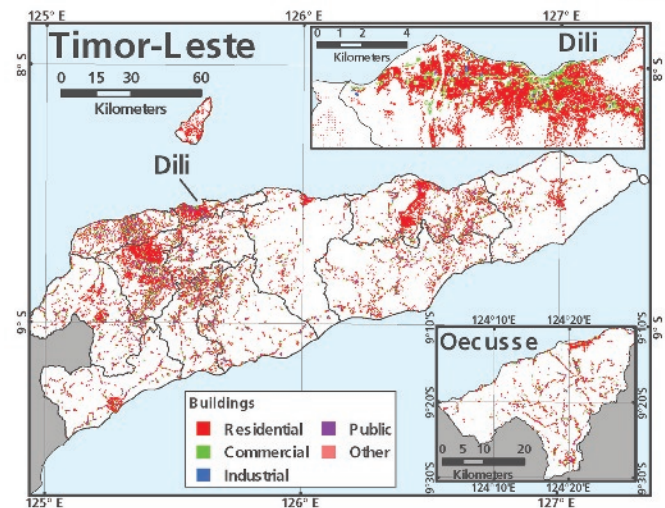 125°E 126°E 127°E
Timor-Leste
0 15 30 60
Kilometers
8°S
0 1 2 4
Kilometers
Dili
8°S
Dili
9°S
9°S
Buildings
Residential
Commercial
Industrial
Public
Other
124°10'E 124°20'E
Oecusse
9°10'S
9°20'S
9°30'S
0 5 10 20
Kilometers
9°10'S
9°20'S
9°30'S
124°10'E 124°20'E
125°E 126°E 127°E